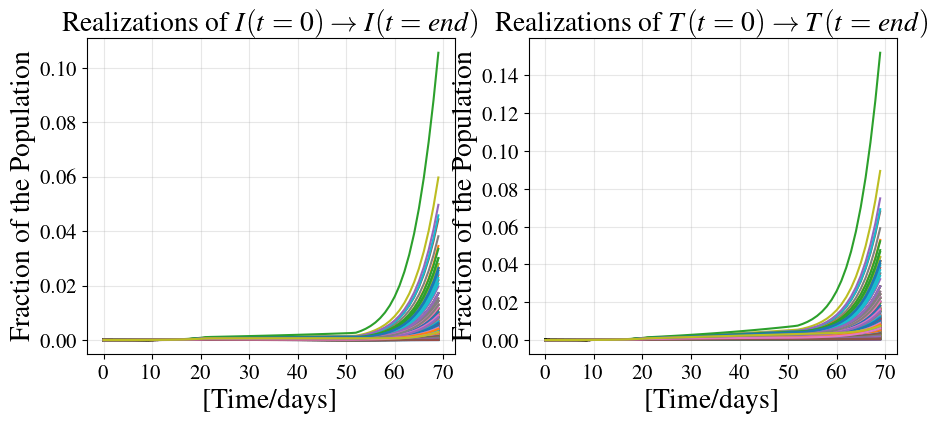 Realizations of I(t = 0) → I(t = end)
Fraction of the Population
0.10
0.08
0.06
0.04
0.02
0.00
0 10 20 30 40 50 60 70
[Time/days]
Realizations of T(t = 0) → T(t = end)
Fraction of the Population
0.14
0.12
0.10
0.08
0.06
0.04
0.02
0.00
0 10 20 30 40 50 60 70
[Time/days]